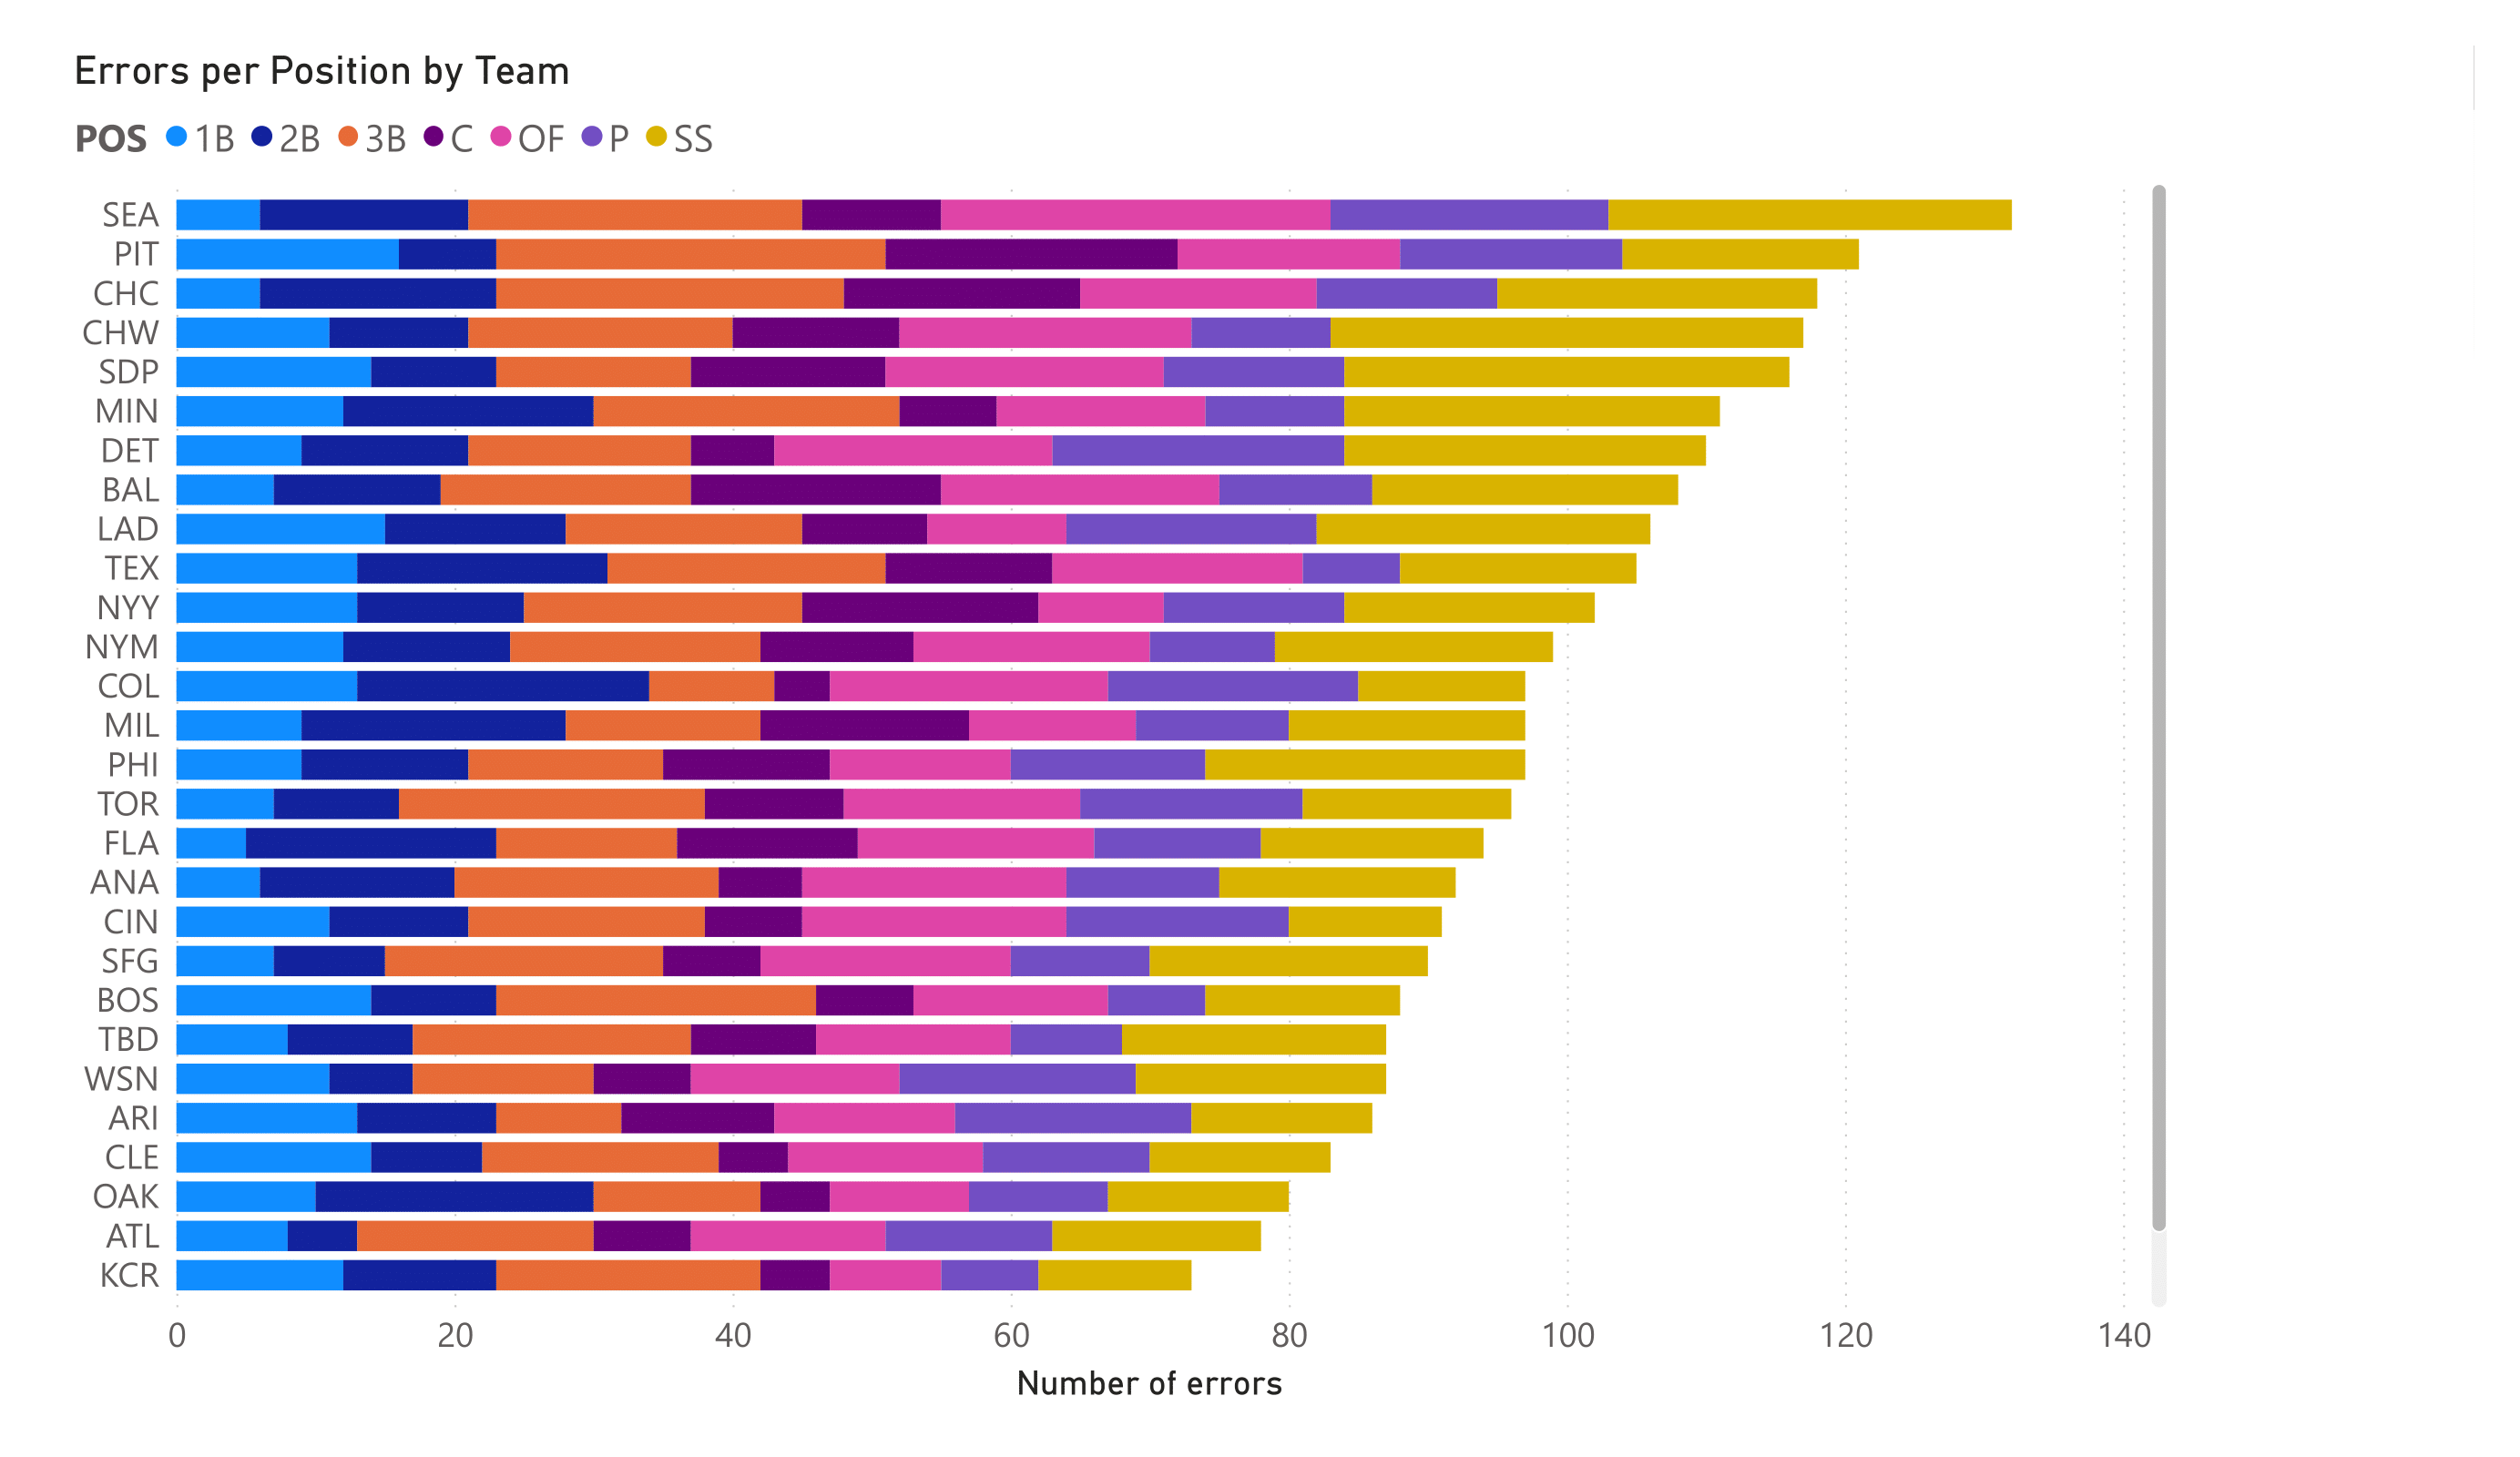 Errors per Position by Team
POS 1B 2B 3B C OF P SS
SEA
PIT
CHC
CHW
SDP
MIN
DET
BAL
LAD
TEX
NYY
NYM
COL
MIL
PHI
TOR
FLA
ANA
CIN
SFG
BOS
TBD
WSN
ARI
CLE
OAK
ATL
KCR
0 20 40 60 80 100 120 140
Number of errors